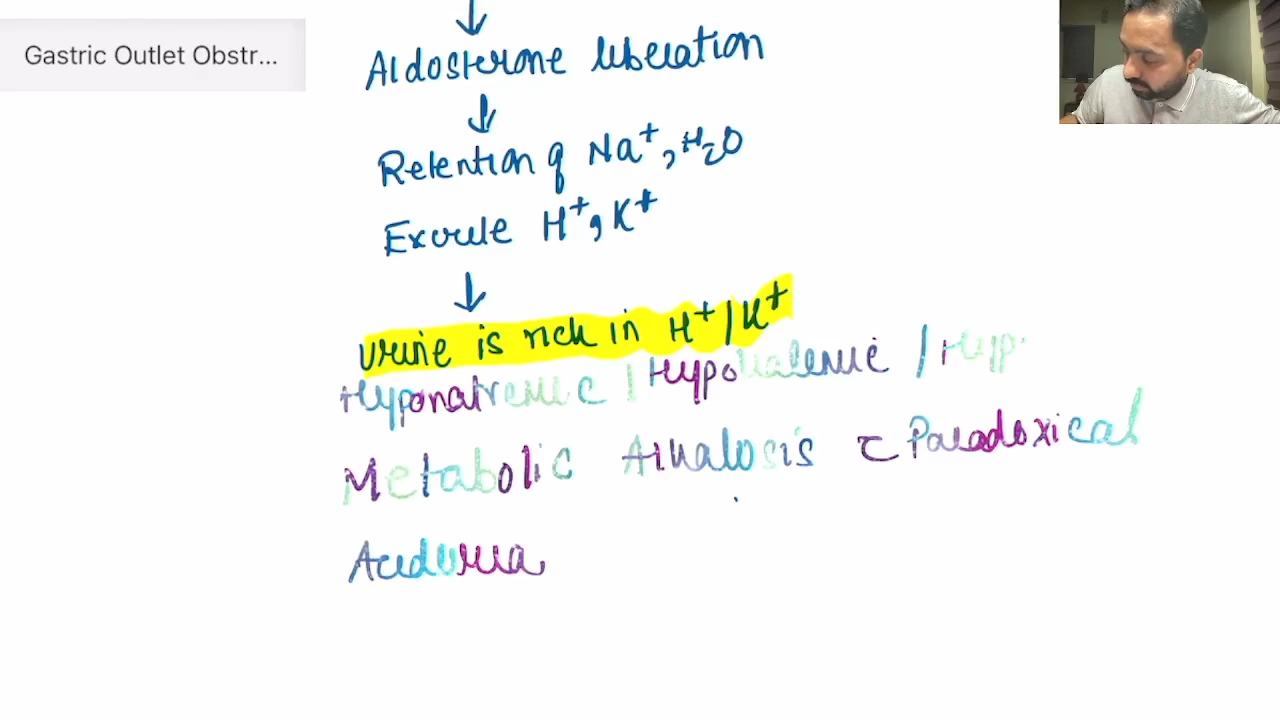 Gastric Outlet Obstr...
↓
Aldosterone liberation
↓
Retention of Na⁺, H₂O
Excrete H⁺, K⁺
↓
Urine is rich in H⁺/K⁺
Hyponatremic / Hypokalemic / Hyp
Metabolic Alkalosis c Paradoxical
Aciduria